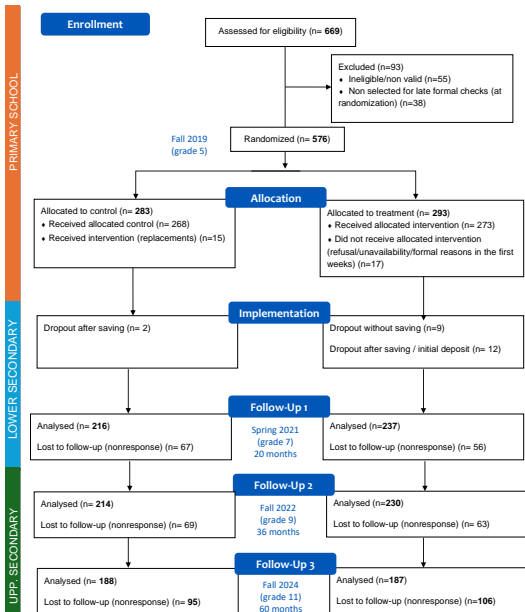 Enrollment
Assessed for eligibility (n= 669)
Excluded (n=93)
♦ Ineligible/non valid (n=55)
♦ Non selected for late formal checks (at
randomization) (n=38)
PRIMARY SCHOOL
Fall 2019
(grade 5)
Randomized (n= 576)
Allocation
Allocated to control (n= 283)
♦ Received allocated control (n=268)
♦ Received intervention (replacements) (n=15)
Allocated to treatment (n= 293)
♦ Received allocated intervention (n=273)
♦ Did not receive allocated intervention
(refusal/unavailability/formal reasons in the first
weeks) (n=17)
LOWER SECONDARY
Implementation
Dropout after saving (n= 2)
Dropout without saving (n=9)
Dropout after saving / initial deposit (n= 12)
Follow-Up 1
Spring 2021
(grade 7)
20 months
Analysed (n= 216)
Lost to follow-up (nonresponse) (n= 67)
Analysed (n=237)
Lost to follow-up (nonresponse) (n= 56)
UPP. SECONDARY
Follow-Up 2
Fall 2022
(grade 9)
36 months
Analysed (n= 214)
Lost to follow-up (nonresponse) (n= 69)
Analysed (n=230)
Lost to follow-up (nonresponse) (n= 63)
Follow-Up 3
Fall 2024
(grade 11)
60 months
Analysed (n= 188)
Lost to follow-up (nonresponse) (n= 95)
Analysed (n=187)
Lost to follow-up (nonresponse) (n=106)